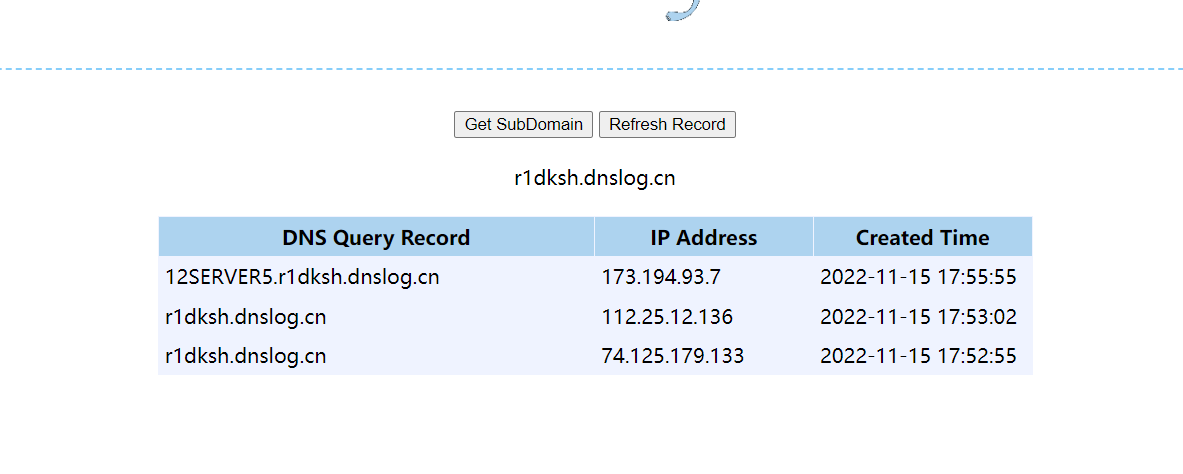 Get SubDomain Refresh Record
r1dksh.dnslog.cn
DNS Query Record IP Address Created Time
12SERVER5.r1dksh.dnslog.cn 173.194.93.7 2022-11-15 17:55:55
r1dksh.dnslog.cn 112.25.12.136 2022-11-15 17:53:02
r1dksh.dnslog.cn 74.125.179.133 2022-11-15 17:52:55